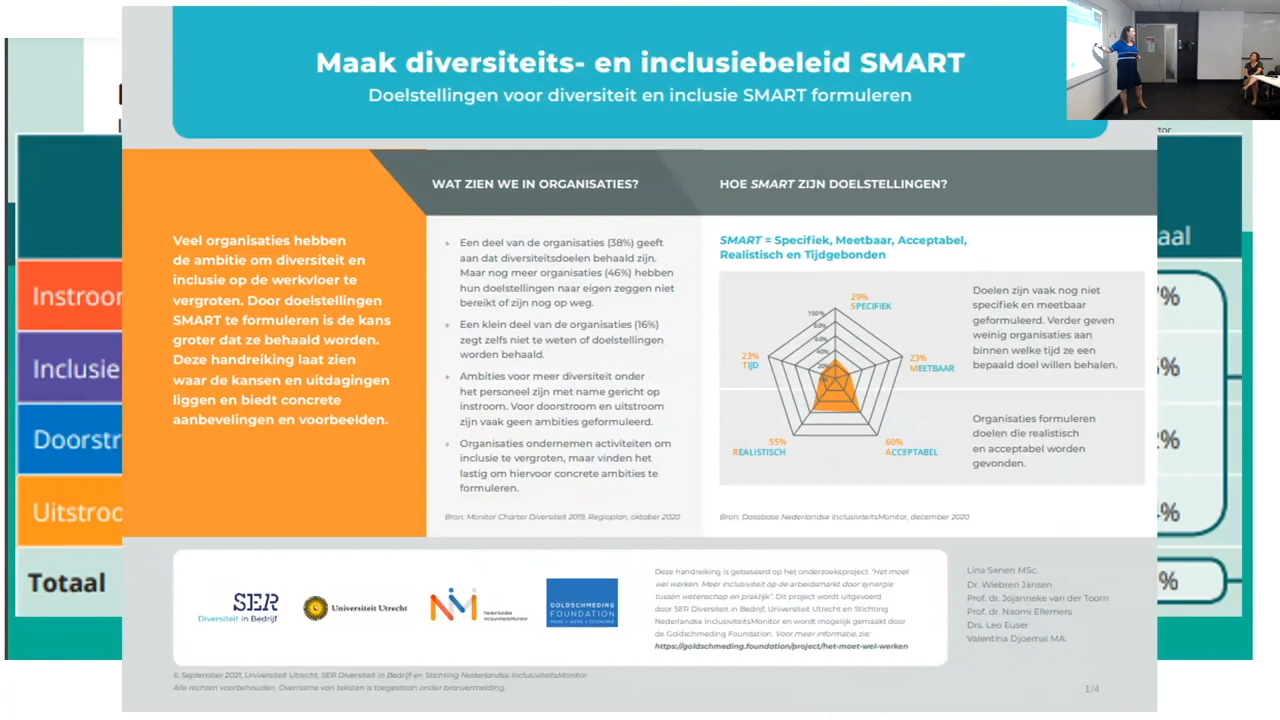 Maak diversiteits- en inclusiebeleid SMART
Doelstellingen voor diversiteit en inclusie SMART formuleren
WAT ZIEN WE IN ORGANISATIES?
HOE SMART ZIJN DOELSTELLINGEN?
Veel organisaties hebben
de ambitie om diversiteit en
inclusie op de werkvloer te
vergroten. Door doelstellingen
SMART te formuleren is de kans
groter dat ze behaald worden.
Deze handreiking laat zien
waar de kansen en uitdagingen
liggen en biedt concrete
aanbevelingen en voorbeelden.
» Een deel van de organisaties (38%) geeft
aan dat diversiteitsdoelen behaald zijn.
Maar nog meer organisaties (46%) hebben
hun doelstellingen naar eigen zeggen niet
bereikt of zijn nog op weg.
» Een klein deel van de organisaties (16%)
zegt zelfs niet te weten of doelstellingen
worden behaald.
» Ambities voor meer diversiteit onder
het personeel zijn met name gericht op
instroom. Voor doorstroom en uitstroom
zijn vaak geen ambities geformuleerd.
» Organisaties ondernemen activiteiten om
inclusie te vergroten, maar vinden het
lastig om hiervoor concrete ambities te
formuleren.
Bron: Monitor Charter Diversiteit 2019. Regioplan, oktober 2020
SMART = Specifiek, Meetbaar, Acceptabel,
Realistisch en Tijdgebonden
29%
SPECIFIEK
23%
MEETBAAR
60%
ACCEPTABEL
55%
REALISTISCH
23%
TIJD
100%
80%
60%
40%
20%
0%
Doelen zijn vaak nog niet
specifiek en meetbaar
geformuleerd. Verder geven
weinig organisaties aan
binnen welke tijd ze een
bepaald doel willen behalen.
Organisaties formuleren
doelen die realistisch
en acceptabel worden
gevonden.
Bron: Database Nederlandse InclusiviteitsMonitor, december 2020
Instroo
Inclusie
Doorstr
Uitstroo
Totaal
tor
aal
%
%
%
%
%
SER
Diversiteit in Bedrijf
Universiteit Utrecht
NIM
Nederlandse
InclusiviteitsMonitor
GOLDSCHMEDING
FOUNDATION
Deze handreiking is gebaseerd op het onderzoeksproject "Het moet
wel werken. Meer inclusiviteit op de arbeidsmarkt door synergie
tussen wetenschap en praktijk". Dit project wordt uitgevoerd
door SER Diversiteit in Bedrijf, Universiteit Utrecht en Stichting
Nederlandse InclusiviteitsMonitor en wordt mogelijk gemaakt door
de Goldschmeding Foundation. Voor meer informatie, zie:
https://goldschmeding.foundation/project/het-moet-wel-werken
Lina Senen MSc.
Dr. Wiebren Jansen
Prof. dr. Jojanneke van der Toorn
Prof. dr. Naomi Ellemers
Drs. Leo Euser
Valentina Djoemai MA.
© September 2021, Universiteit Utrecht, SER Diversiteit in Bedrijf en Stichting Nederlandse InclusiviteitsMonitor
Alle rechten voorbehouden. Overname van teksten is toegestaan onder bronvermelding.
1/4